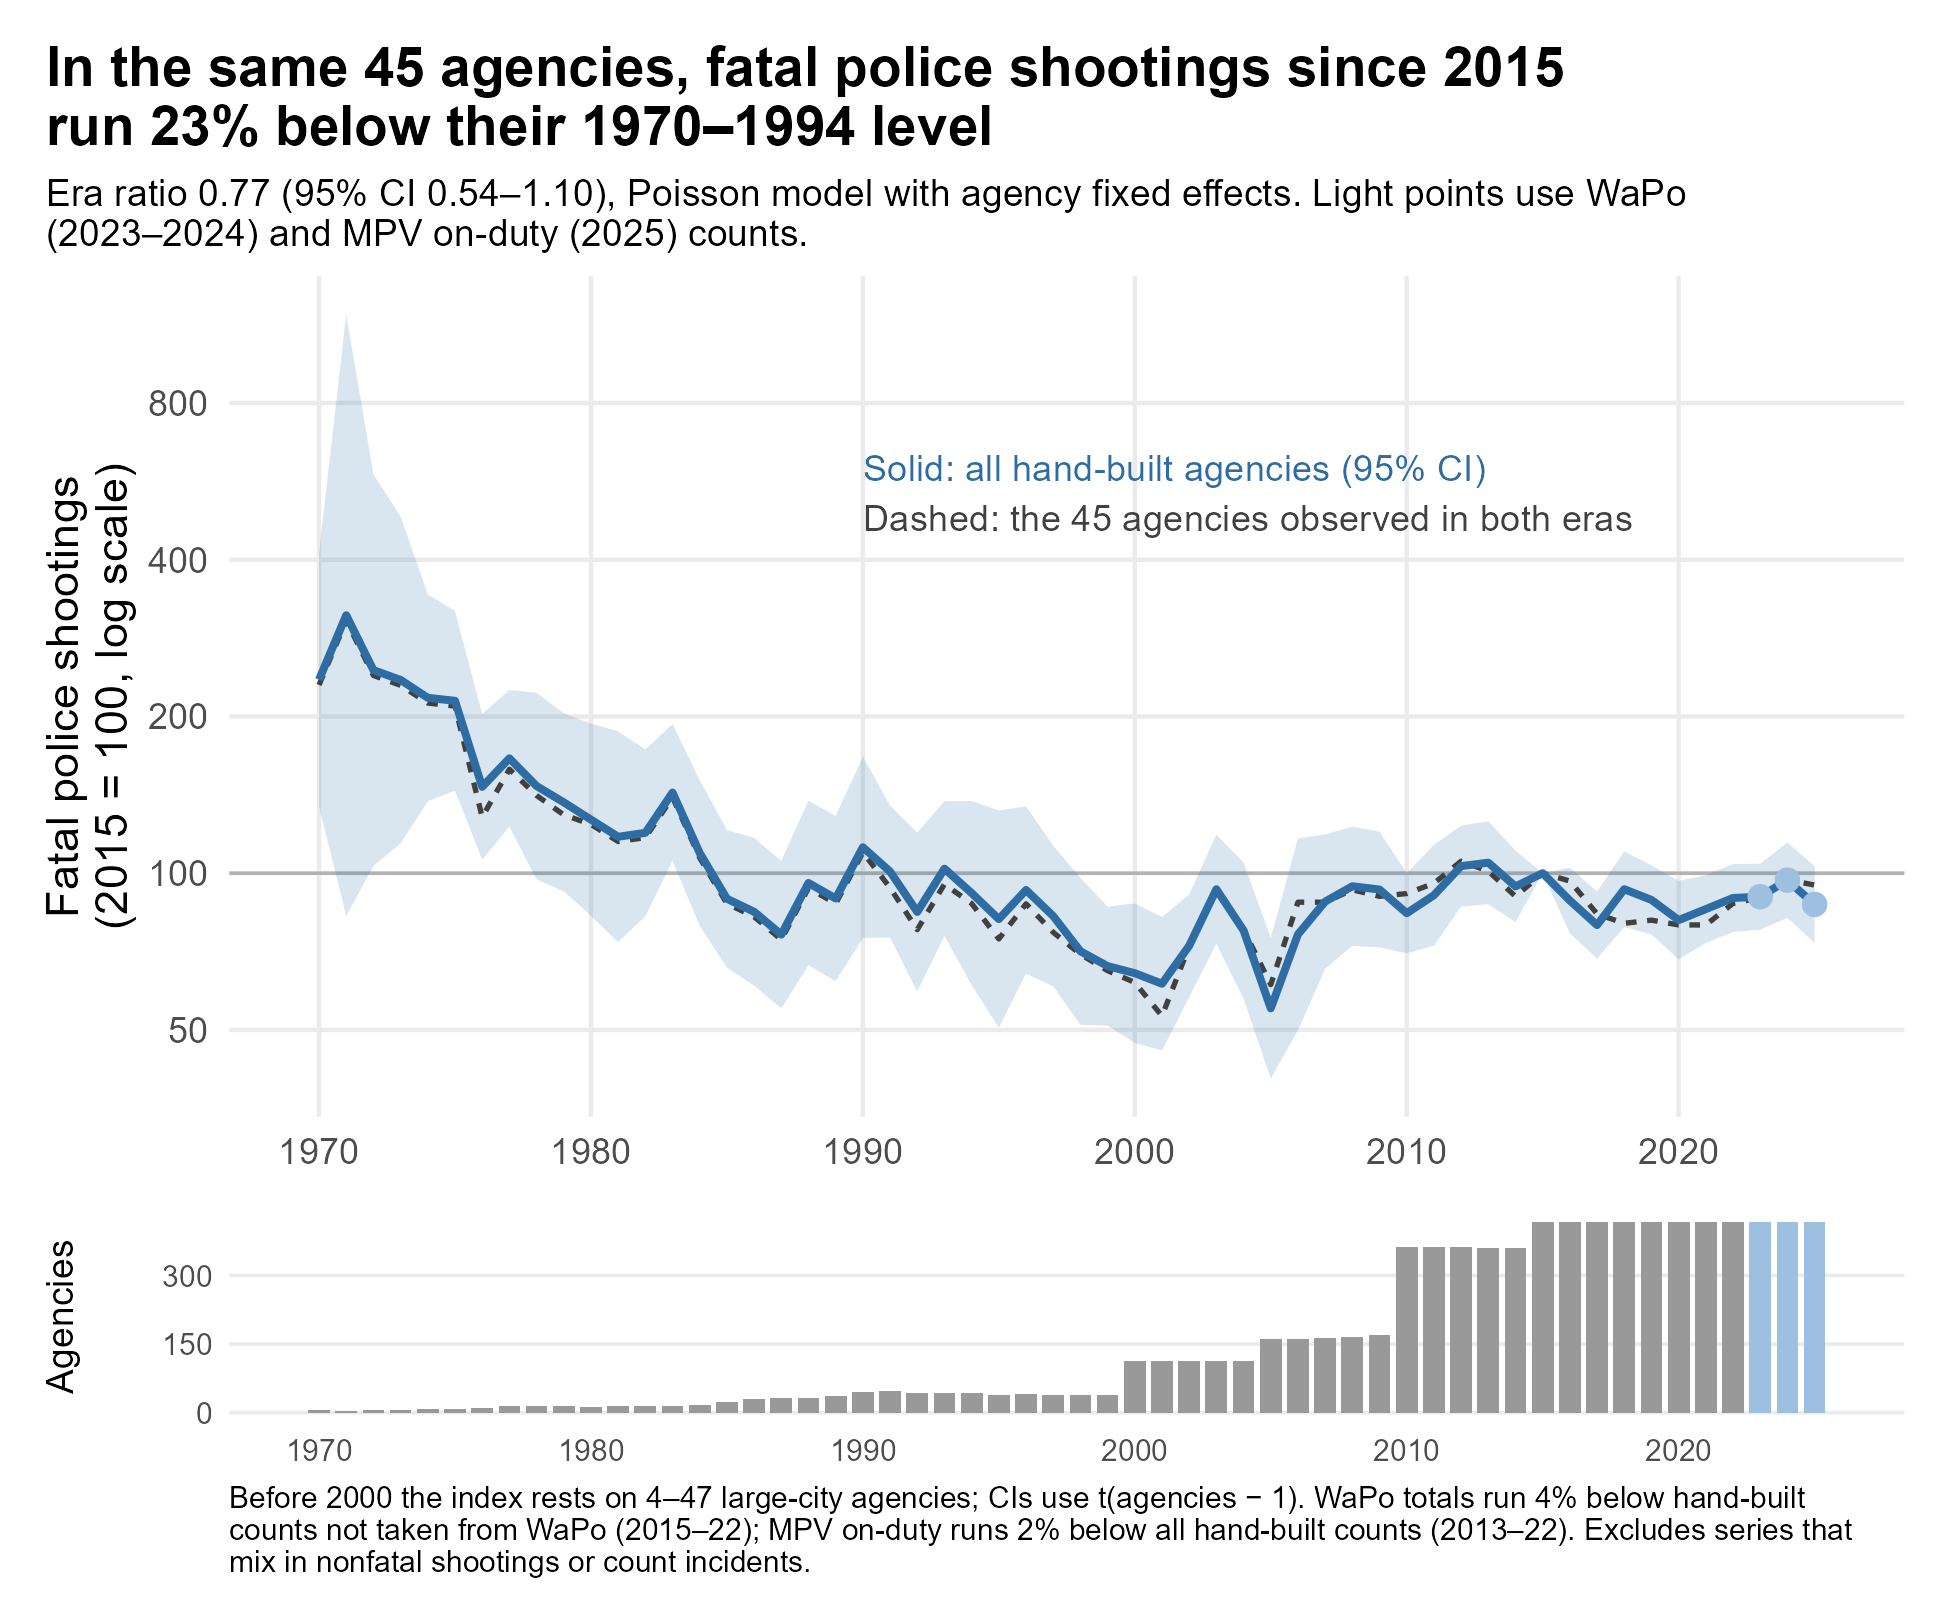 In the same 45 agencies, fatal police shootings since 2015
run 23% below their 1970–1994 level
Era ratio 0.77 (95% CI 0.54–1.10), Poisson model with agency fixed effects. Light points use WaPo
(2023–2024) and MPV on-duty (2025) counts.
Fatal police shootings
(2015 = 100, log scale)
800
400
200
100
50
Solid: all hand-built agencies (95% CI)
Dashed: the 45 agencies observed in both eras
1970 1980 1990 2000 2010 2020
Agencies
300
150
0
1970 1980 1990 2000 2010 2020
Before 2000 the index rests on 4–47 large-city agencies; CIs use t(agencies − 1). WaPo totals run 4% below hand-built
counts not taken from WaPo (2015–22); MPV on-duty runs 2% below all hand-built counts (2013–22). Excludes series that
mix in nonfatal shootings or count incidents.